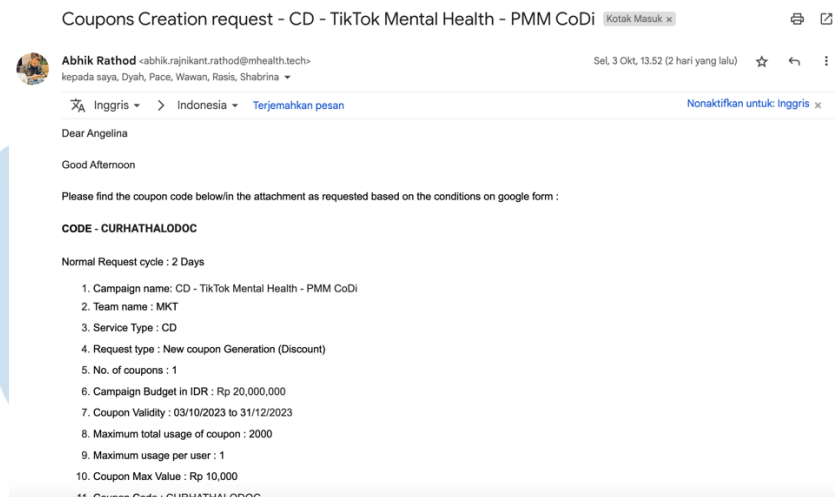 Coupons Creation request - CD - TikTok Mental Health - PMM CoDi Kotak Masuk ×
Abhik Rathod <abhik.rajnikant.rathod@mhealth.tech> Sel, 3 Okt, 13.52 (2 hari yang lalu)
kepada saya, Dyah, Pace, Wawan, Rasis, Shabrina
Inggris > Indonesia Terjemahkan pesan Nonaktifkan untuk: Inggris ×
Dear Angelina
Good Afternoon
Please find the coupon code below/in the attachment as requested based on the conditions on google form :
CODE - CURHATHALODOC
Normal Request cycle : 2 Days
1. Campaign name: CD - TikTok Mental Health - PMM CoDi
2. Team name : MKT
3. Service Type : CD
4. Request type : New coupon Generation (Discount)
5. No. of coupons : 1
6. Campaign Budget in IDR : Rp 20,000,000
7. Coupon Validity : 03/10/2023 to 31/12/2023
8. Maximum total usage of coupon : 2000
9. Maximum usage per user : 1
10. Coupon Max Value : Rp 10,000
11. Coupon Code : CURHATHALODOC